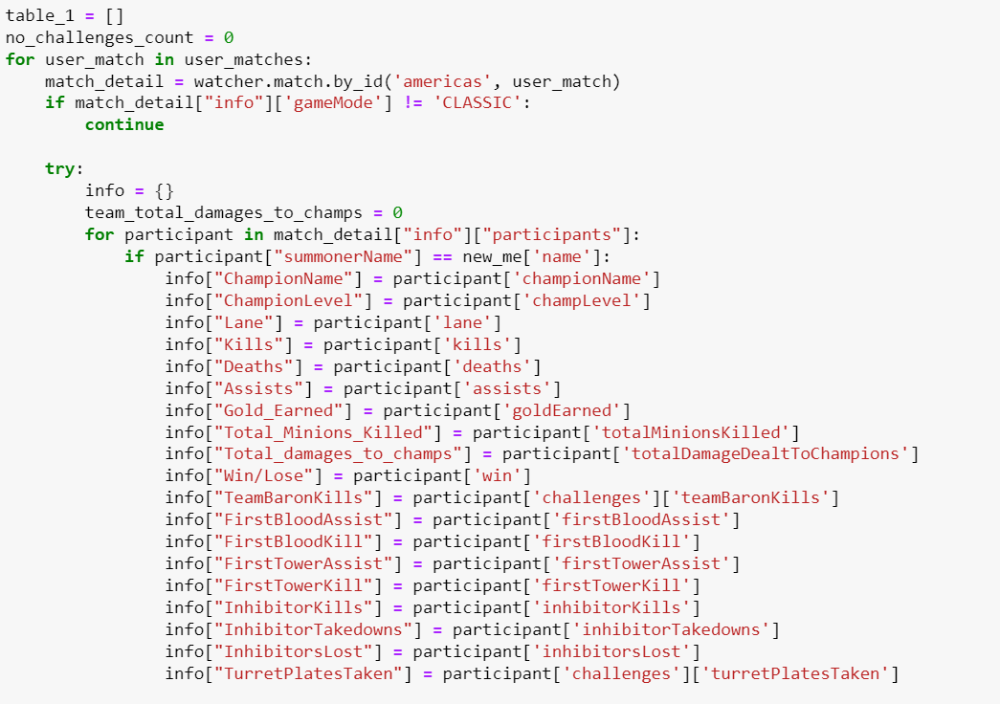 table_1 = []
no_challenges_count = 0
for user_match in user_matches:
    match_detail = watcher.match.by_id('americas', user_match)
    if match_detail["info"]['gameMode'] != 'CLASSIC':
        continue

    try:
        info = {}
        team_total_damages_to_champs = 0
        for participant in match_detail["info"]["participants"]:
            if participant["summonerName"] == new_me['name']:
                info["ChampionName"] = participant['championName']
                info["ChampionLevel"] = participant['champLevel']
                info["Lane"] = participant['lane']
                info["Kills"] = participant['kills']
                info["Deaths"] = participant['deaths']
                info["Assists"] = participant['assists']
                info["Gold_Earned"] = participant['goldEarned']
                info["Total_Minions_Killed"] = participant['totalMinionsKilled']
                info["Total_damages_to_champs"] = participant['totalDamageDealtToChampions']
                info["Win/Lose"] = participant['win']
                info["TeamBaronKills"] = participant['challenges']['teamBaronKills']
                info["FirstBloodAssist"] = participant['firstBloodAssist']
                info["FirstBloodKill"] = participant['firstBloodKill']
                info["FirstTowerAssist"] = participant['firstTowerAssist']
                info["FirstTowerKill"] = participant['firstTowerKill']
                info["InhibitorKills"] = participant['inhibitorKills']
                info["InhibitorTakedowns"] = participant['inhibitorTakedowns']
                info["InhibitorsLost"] = participant['inhibitorsLost']
                info["TurretPlatesTaken"] = participant['challenges']['turretPlatesTaken']